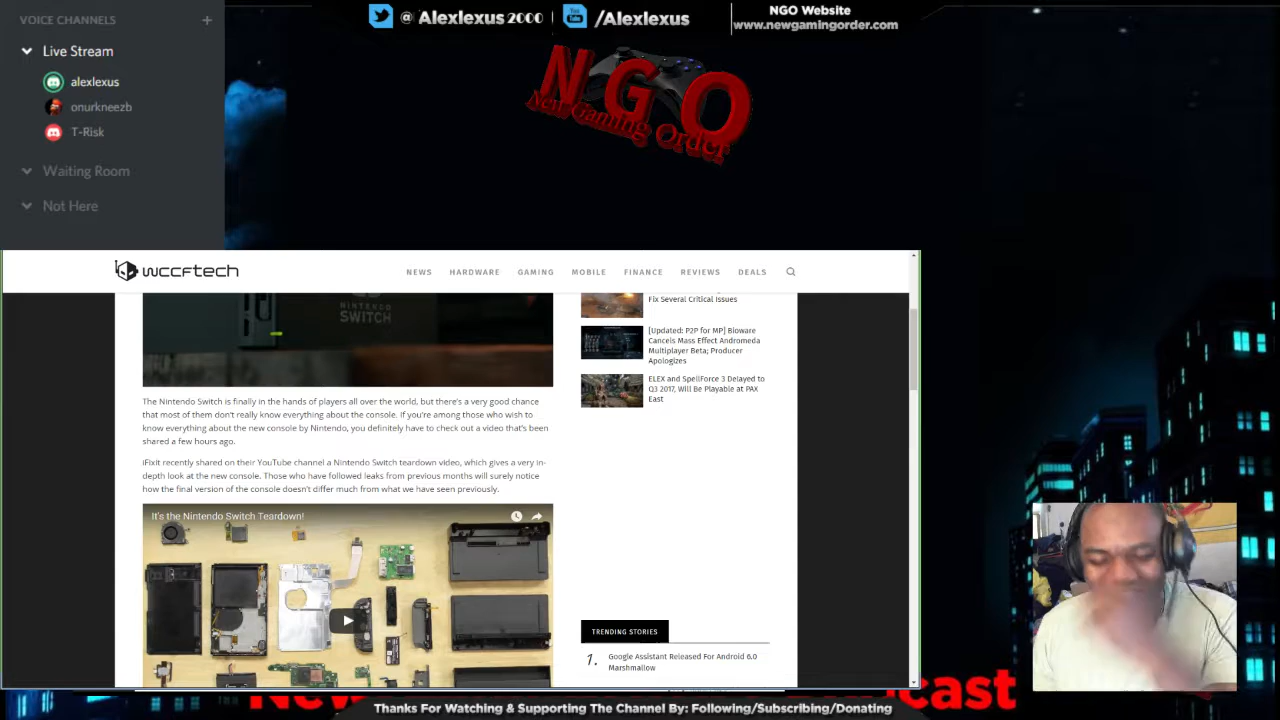 VOICE CHANNELS
Live Stream
alexlexus
onurkneezb
T-Risk
Waiting Room
Not Here
@ Alexlexus 2000
You Tube
/Alexlexus
NGO Website
www.newgamingorder.com
NGO
New Gaming Order
wccftech
NEWS HARDWARE GAMING MOBILE FINANCE REVIEWS DEALS
NINTENDO
SWITCH
The Nintendo Switch is finally in the hands of players all over the world, but there's a very good chance
that most of them don't really know everything about the console. If you're among those who wish to
know everything about the new console by Nintendo, you definitely have to check out a video that's been
shared a few hours ago.
iFixit recently shared on their YouTube channel a Nintendo Switch teardown video, which gives a very in-
depth look at the new console. Those who have followed leaks from previous months will surely notice
how the final version of the console doesn't differ much from what we have seen previously.
It's the Nintendo Switch Teardown!
Fix Several Critical Issues
[Updated: P2P for MP] Bioware
Cancels Mass Effect Andromeda
Multiplayer Beta; Producer
Apologizes
ELEX and SpellForce 3 Delayed to
Q3 2017, Will Be Playable at PAX
East
TRENDING STORIES
1. Google Assistant Released For Android 6.0
Marshmallow
Thanks For Watching & Supporting The Channel By: Following/Subscribing/Donating